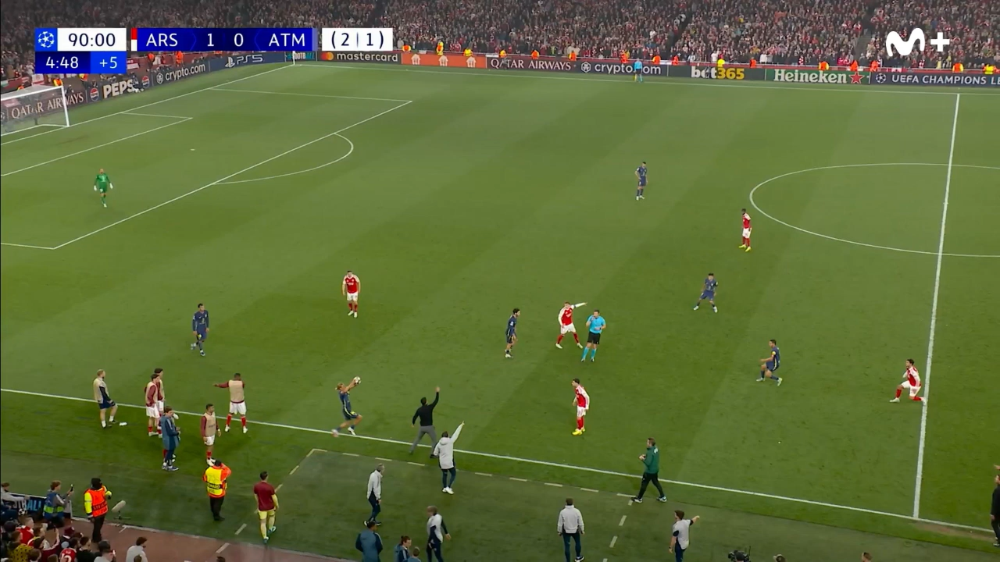 90:00 ARS 1 0 ATM (2|1)
4:48 +5
M+
PS5
mastercard
QATAR AIRWAYS
crypto.com
bet365
Heineken
UEFA CHAMPIONS LE
QATAR AIRWAYS
PEPSI
crypto.com